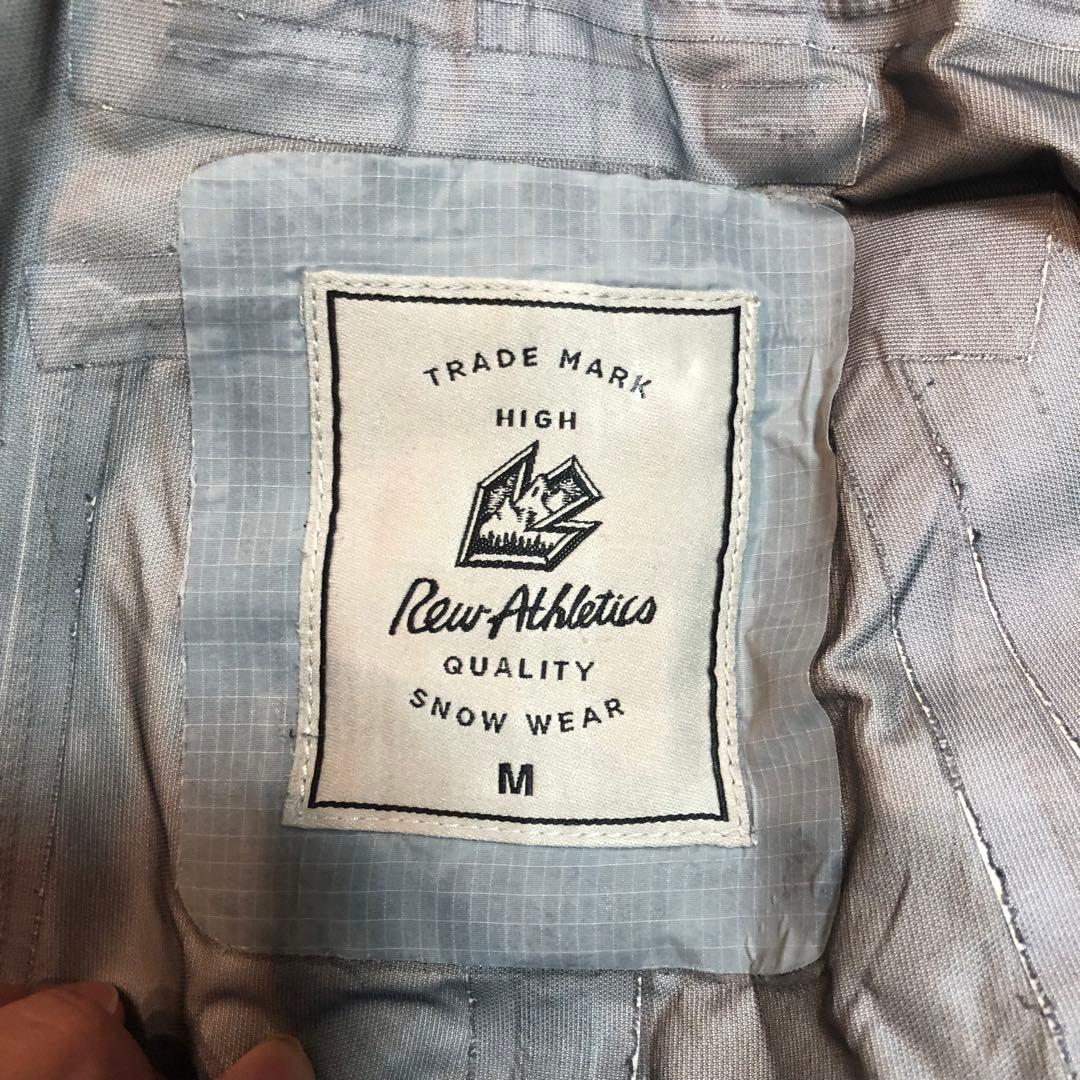 TRADE MARK
HIGH
Rew-Athletics
QUALITY
SNOW WEAR
M